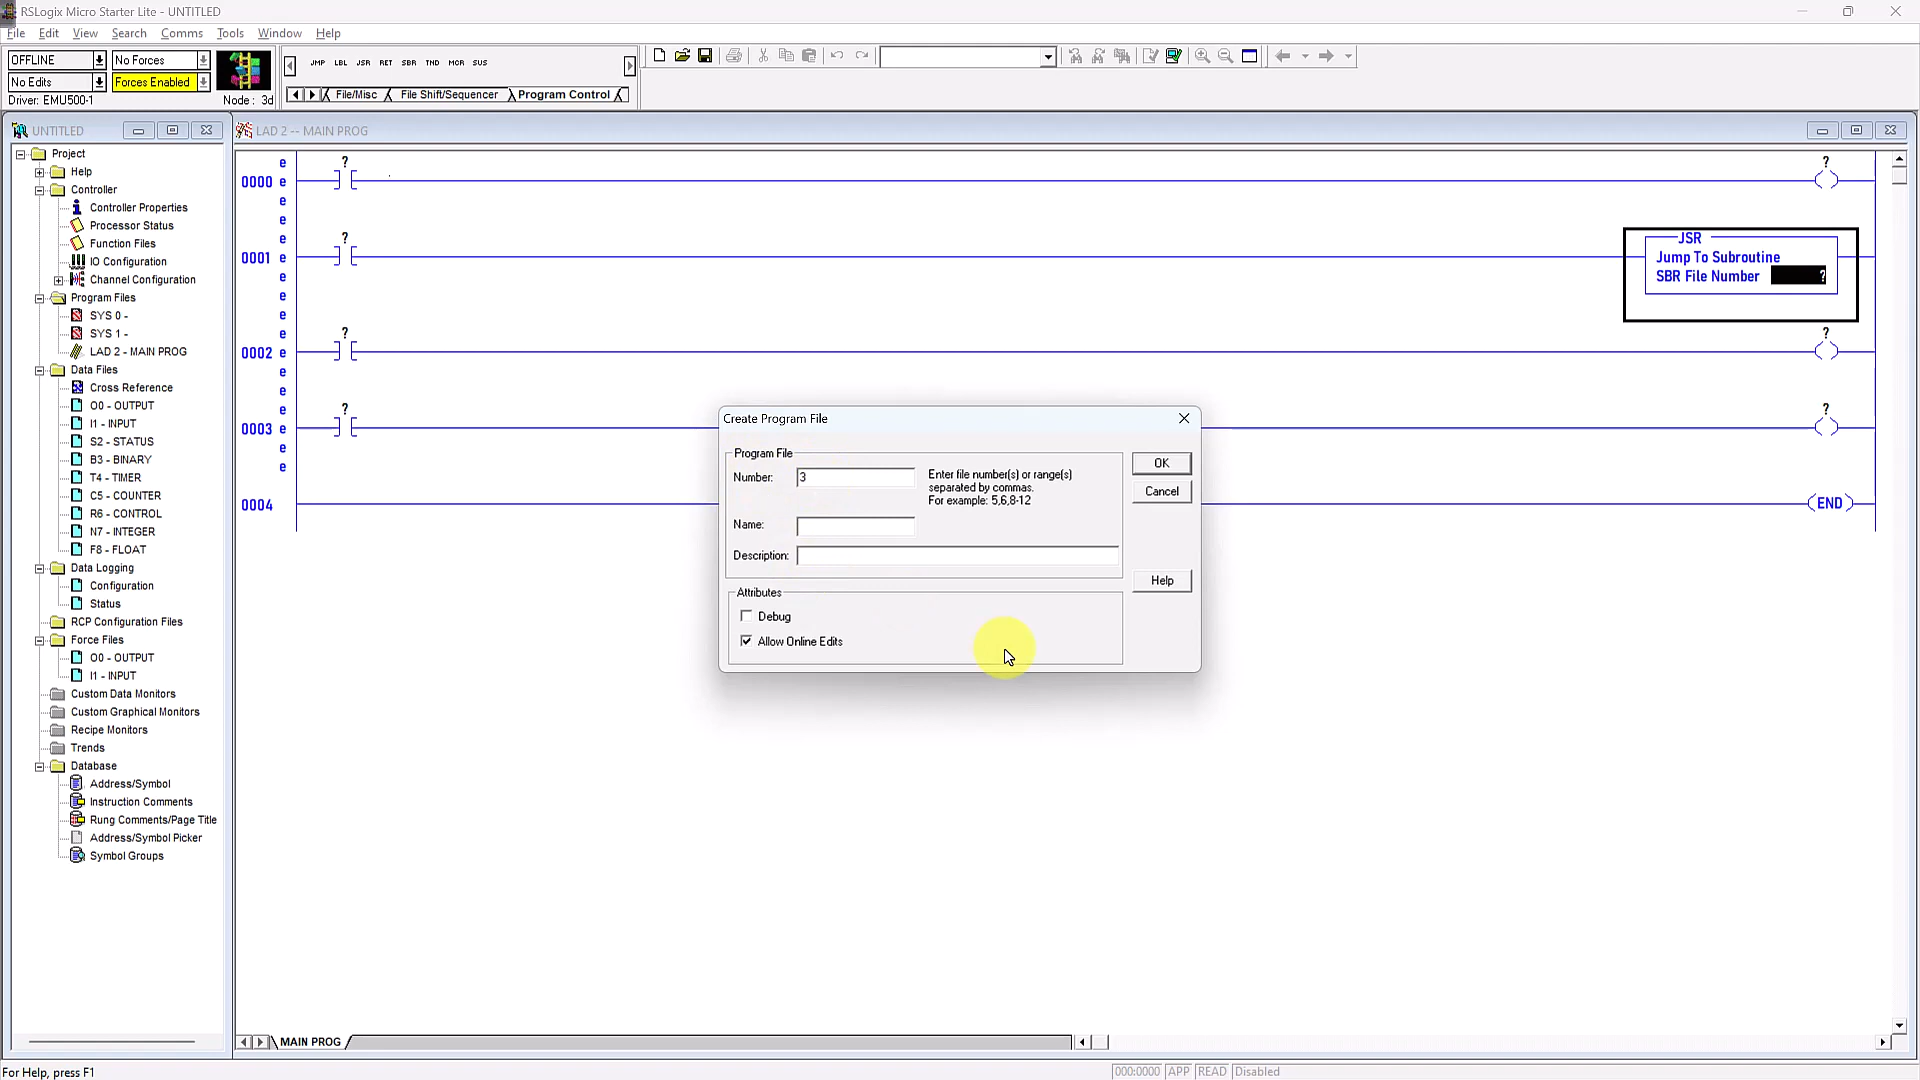 RSLogix Micro Starter Lite - UNTITLED
File Edit View Search Comms Tools Window Help
OFFLINE No Forces
No Edits Forces Enabled
Driver: EMU500-1 Node : 3d
JMP LBL JSR RET SBR TND MCR SUS
File/Misc File Shift/Sequencer Program Control
UNTITLED
Project
Help
Controller
Controller Properties
Processor Status
Function Files
IO Configuration
Channel Configuration
Program Files
SYS 0 -
SYS 1 -
LAD 2 - MAIN PROG
Data Files
Cross Reference
O0 - OUTPUT
I1 - INPUT
S2 - STATUS
B3 - BINARY
T4 - TIMER
C5 - COUNTER
R6 - CONTROL
N7 - INTEGER
F8 - FLOAT
Data Logging
Configuration
Status
RCP Configuration Files
Force Files
O0 - OUTPUT
I1 - INPUT
Custom Data Monitors
Custom Graphical Monitors
Recipe Monitors
Trends
Database
Address/Symbol
Instruction Comments
Rung Comments/Page Title
Address/Symbol Picker
Symbol Groups
LAD 2 -- MAIN PROG
e ? ?
0000 e
e
e
e ? JSR
0001 e Jump To Subroutine
e SBR File Number ?
e
e
e ? ?
0002 e
e
e
e ? ?
0003 e
e
e
0004 END
Create Program File
Program File
Number: 3
Enter file number(s) or range(s)
separated by commas.
For example: 5,6,8-12
Name:
Description:
Attributes
Debug
Allow Online Edits
OK
Cancel
Help
MAIN PROG
For Help, press F1
000:0000 APP READ Disabled